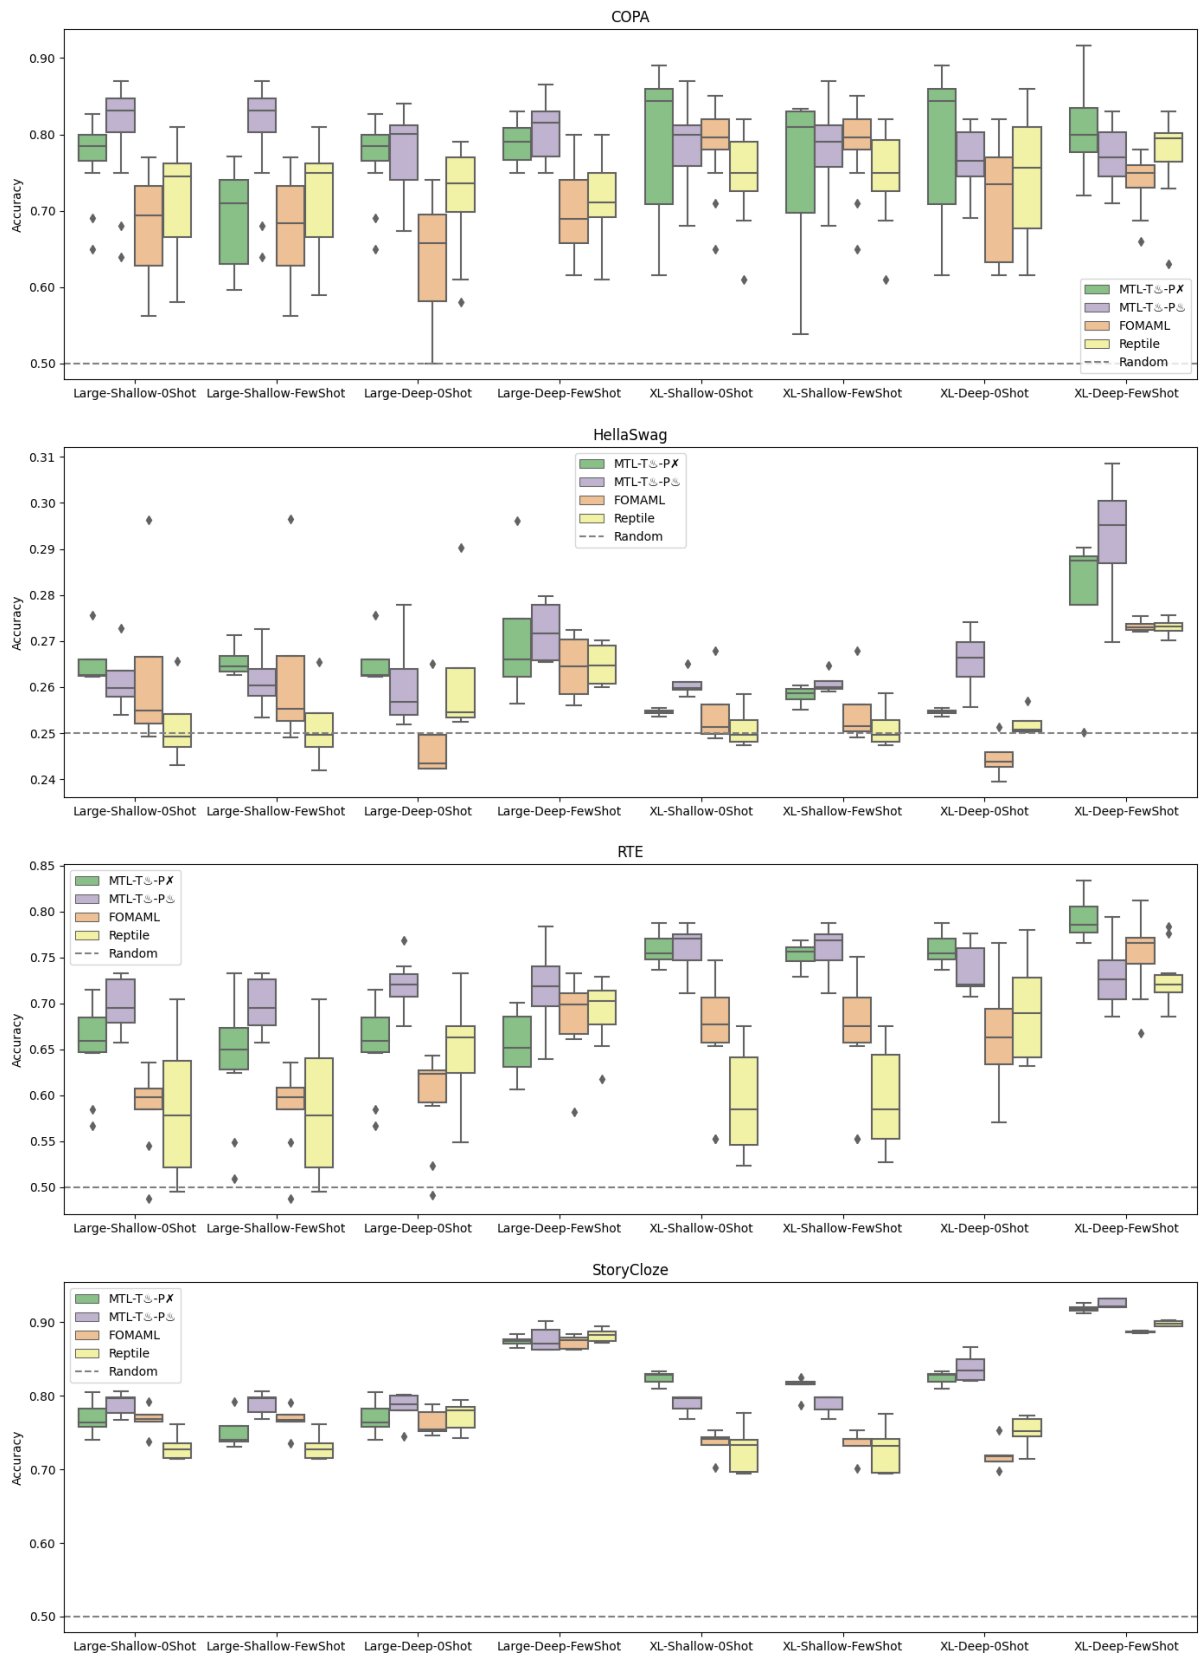 COPA
Accuracy
0.90
0.80
0.70
0.60
0.50
MTL-T♨-P✗
MTL-T♨-P♨
FOMAML
Reptile
Random
Large-Shallow-0Shot Large-Shallow-FewShot Large-Deep-0Shot Large-Deep-FewShot XL-Shallow-0Shot XL-Shallow-FewShot XL-Deep-0Shot XL-Deep-FewShot
HellaSwag
Accuracy
0.31
0.30
0.29
0.28
0.27
0.26
0.25
0.24
MTL-T♨-P✗
MTL-T♨-P♨
FOMAML
Reptile
Random
Large-Shallow-0Shot Large-Shallow-FewShot Large-Deep-0Shot Large-Deep-FewShot XL-Shallow-0Shot XL-Shallow-FewShot XL-Deep-0Shot XL-Deep-FewShot
RTE
Accuracy
0.85
0.80
0.75
0.70
0.65
0.60
0.55
0.50
MTL-T♨-P✗
MTL-T♨-P♨
FOMAML
Reptile
Random
Large-Shallow-0Shot Large-Shallow-FewShot Large-Deep-0Shot Large-Deep-FewShot XL-Shallow-0Shot XL-Shallow-FewShot XL-Deep-0Shot XL-Deep-FewShot
StoryCloze
Accuracy
0.90
0.80
0.70
0.60
0.50
MTL-T♨-P✗
MTL-T♨-P♨
FOMAML
Reptile
Random
Large-Shallow-0Shot Large-Shallow-FewShot Large-Deep-0Shot Large-Deep-FewShot XL-Shallow-0Shot XL-Shallow-FewShot XL-Deep-0Shot XL-Deep-FewShot